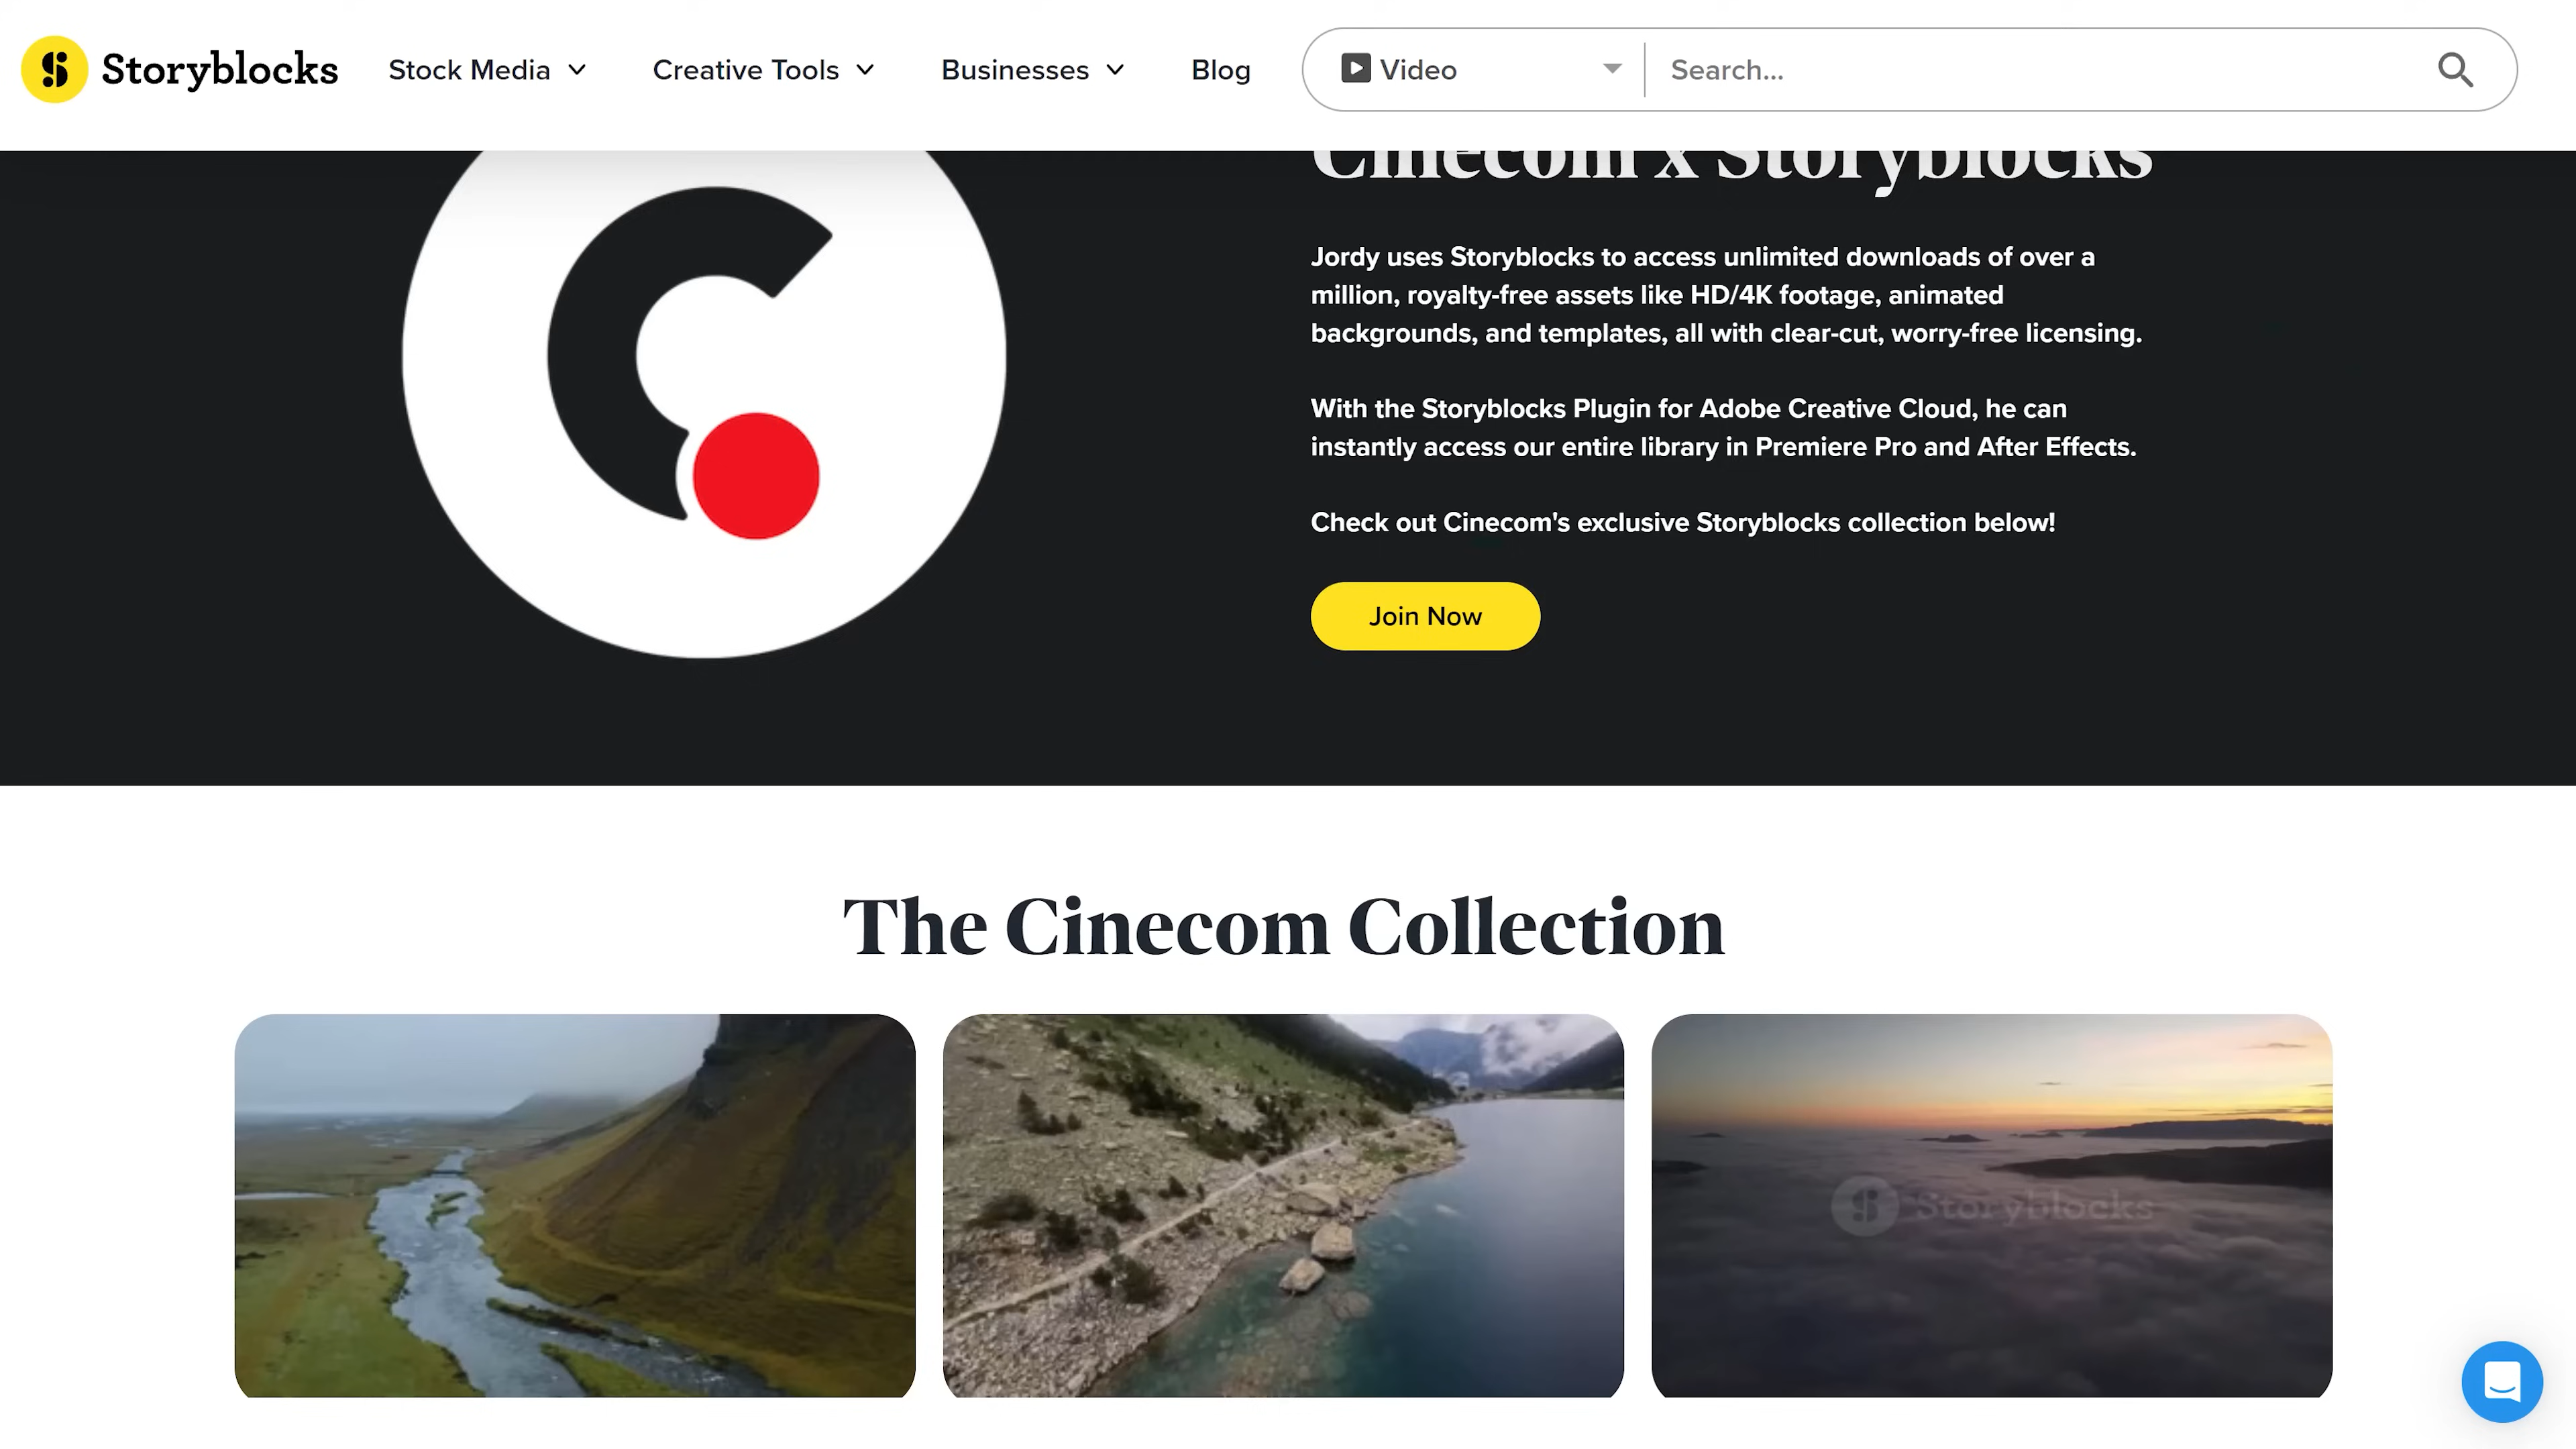 Storyblocks
Stock Media
Creative Tools
Businesses
Blog
Video
Search...
Cinecom x Storyblocks
Jordy uses Storyblocks to access unlimited downloads of over a
million, royalty-free assets like HD/4K footage, animated
backgrounds, and templates, all with clear-cut, worry-free licensing.
With the Storyblocks Plugin for Adobe Creative Cloud, he can
instantly access our entire library in Premiere Pro and After Effects.
Check out Cinecom's exclusive Storyblocks collection below!
Join Now
The Cinecom Collection
Storyblocks